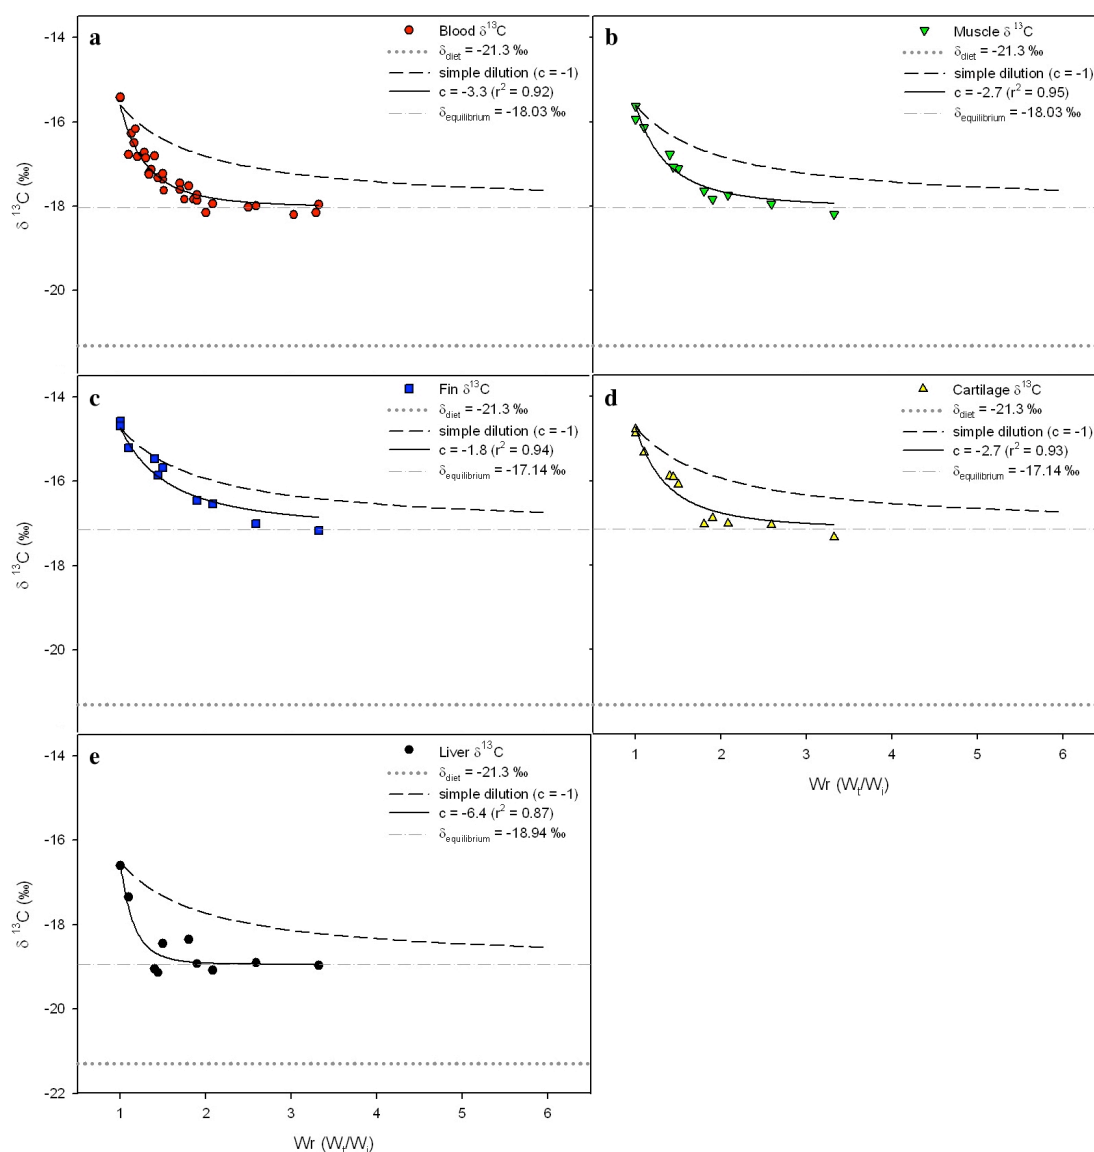 a
Blood δ¹³C
δdiet = -21.3 ‰
simple dilution (c = -1)
c = -3.3 (r² = 0.92)
δequilibrium = -18.03 ‰
-14
-16
-18
-20
δ ¹³C (‰)
b
Muscle δ ¹³C
δdiet = -21.3 ‰
simple dilution (c = -1)
c = -2.7 (r² = 0.95)
δequilibrium = -18.03 ‰
c
Fin δ¹³C
δdiet = -21.3 ‰
simple dilution (c = -1)
c = -1.8 (r² = 0.94)
δequilibrium = -17.14 ‰
-14
-16
-18
-20
δ ¹³C (‰)
d
Cartilage δ¹³C
δdiet = -21.3 ‰
simple dilution (c = -1)
c = -2.7 (r² = 0.93)
δequilibrium = -17.14 ‰
1 2 3 4 5 6
Wr (Wt/Wi)
e
Liver δ¹³C
δdiet = -21.3 ‰
simple dilution (c = -1)
c = -6.4 (r² = 0.87)
δequilibrium = -18.94 ‰
-14
-16
-18
-20
-22
δ ¹³C (‰)
1 2 3 4 5 6
Wr (Wt/Wi)